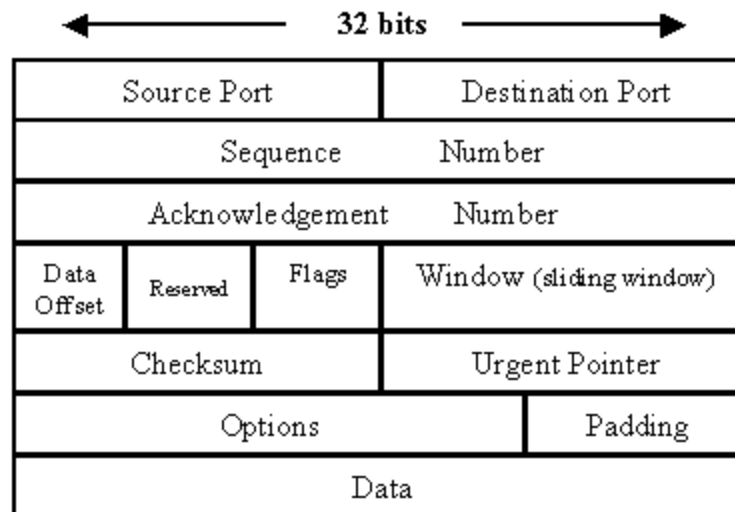 32 bits
Source Port
Destination Port
Sequence Number
Acknowledgement Number
Data
Offset
Reserved
Flags
Window (sliding window)
Checksum
Urgent Pointer
Options
Padding
Data